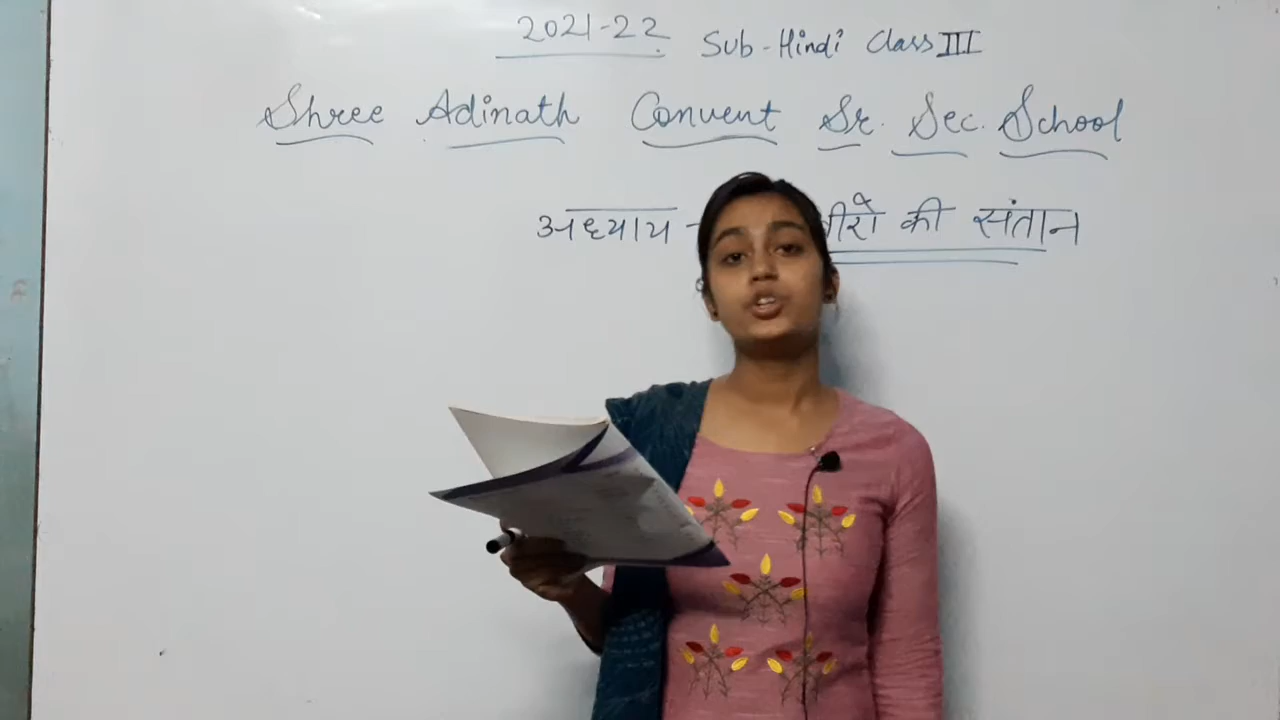 2021-22
Sub-Hindi Class III
Shree Adinath Convent Sr. Sec. School
अध्याय - वीरों की संतान